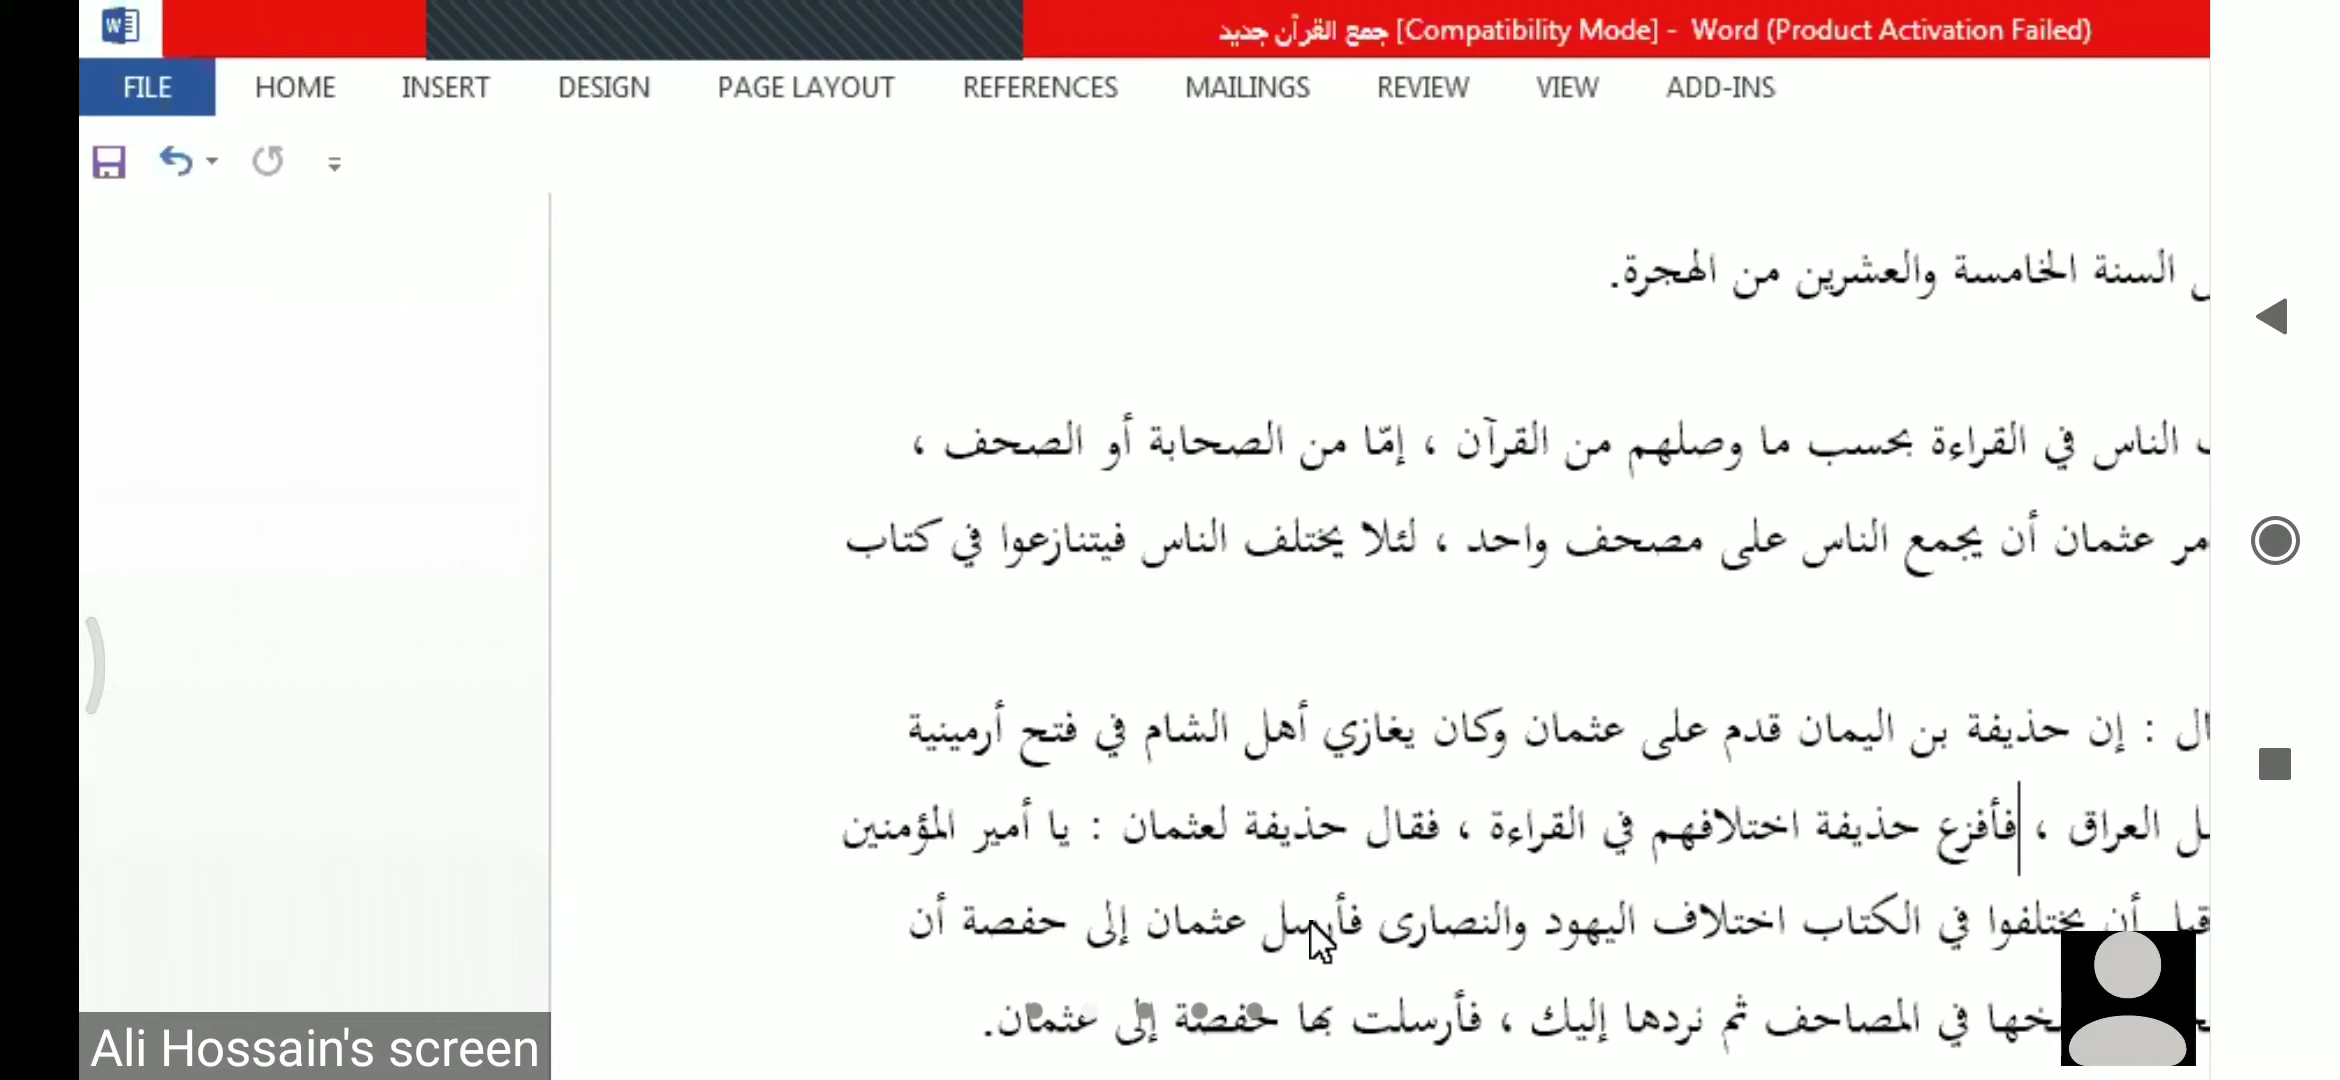 جمع القرآن جديد [Compatibility Mode] - Word (Product Activation Failed)
FILE HOME INSERT DESIGN PAGE LAYOUT REFERENCES MAILINGS REVIEW VIEW ADD-INS
السنة الخامسة والعشرين من الهجرة.
الناس في القراءة بحسب ما وصلهم من القرآن ، إمّا من الصحابة أو الصحف ،
مر عثمان أن يجمع الناس على مصحف واحد ، لئلا يختلف الناس فيتنازعوا في كتاب
ال : إن حذيفة بن اليمان قدم على عثمان وكان يغازي أهل الشام في فتح أرمينية
ل العراق ، فأفزع حذيفة اختلافهم في القراءة ، فقال حذيفة لعثمان : يا أمير المؤمنين
قبل أن يختلفوا في الكتاب اختلاف اليهود والنصارى فأرسل عثمان إلى حفصة أن
في المصاحف ثم نردها إليك ، فأرسلت بها حفصة إلى عثمان.
Ali Hossain's screen